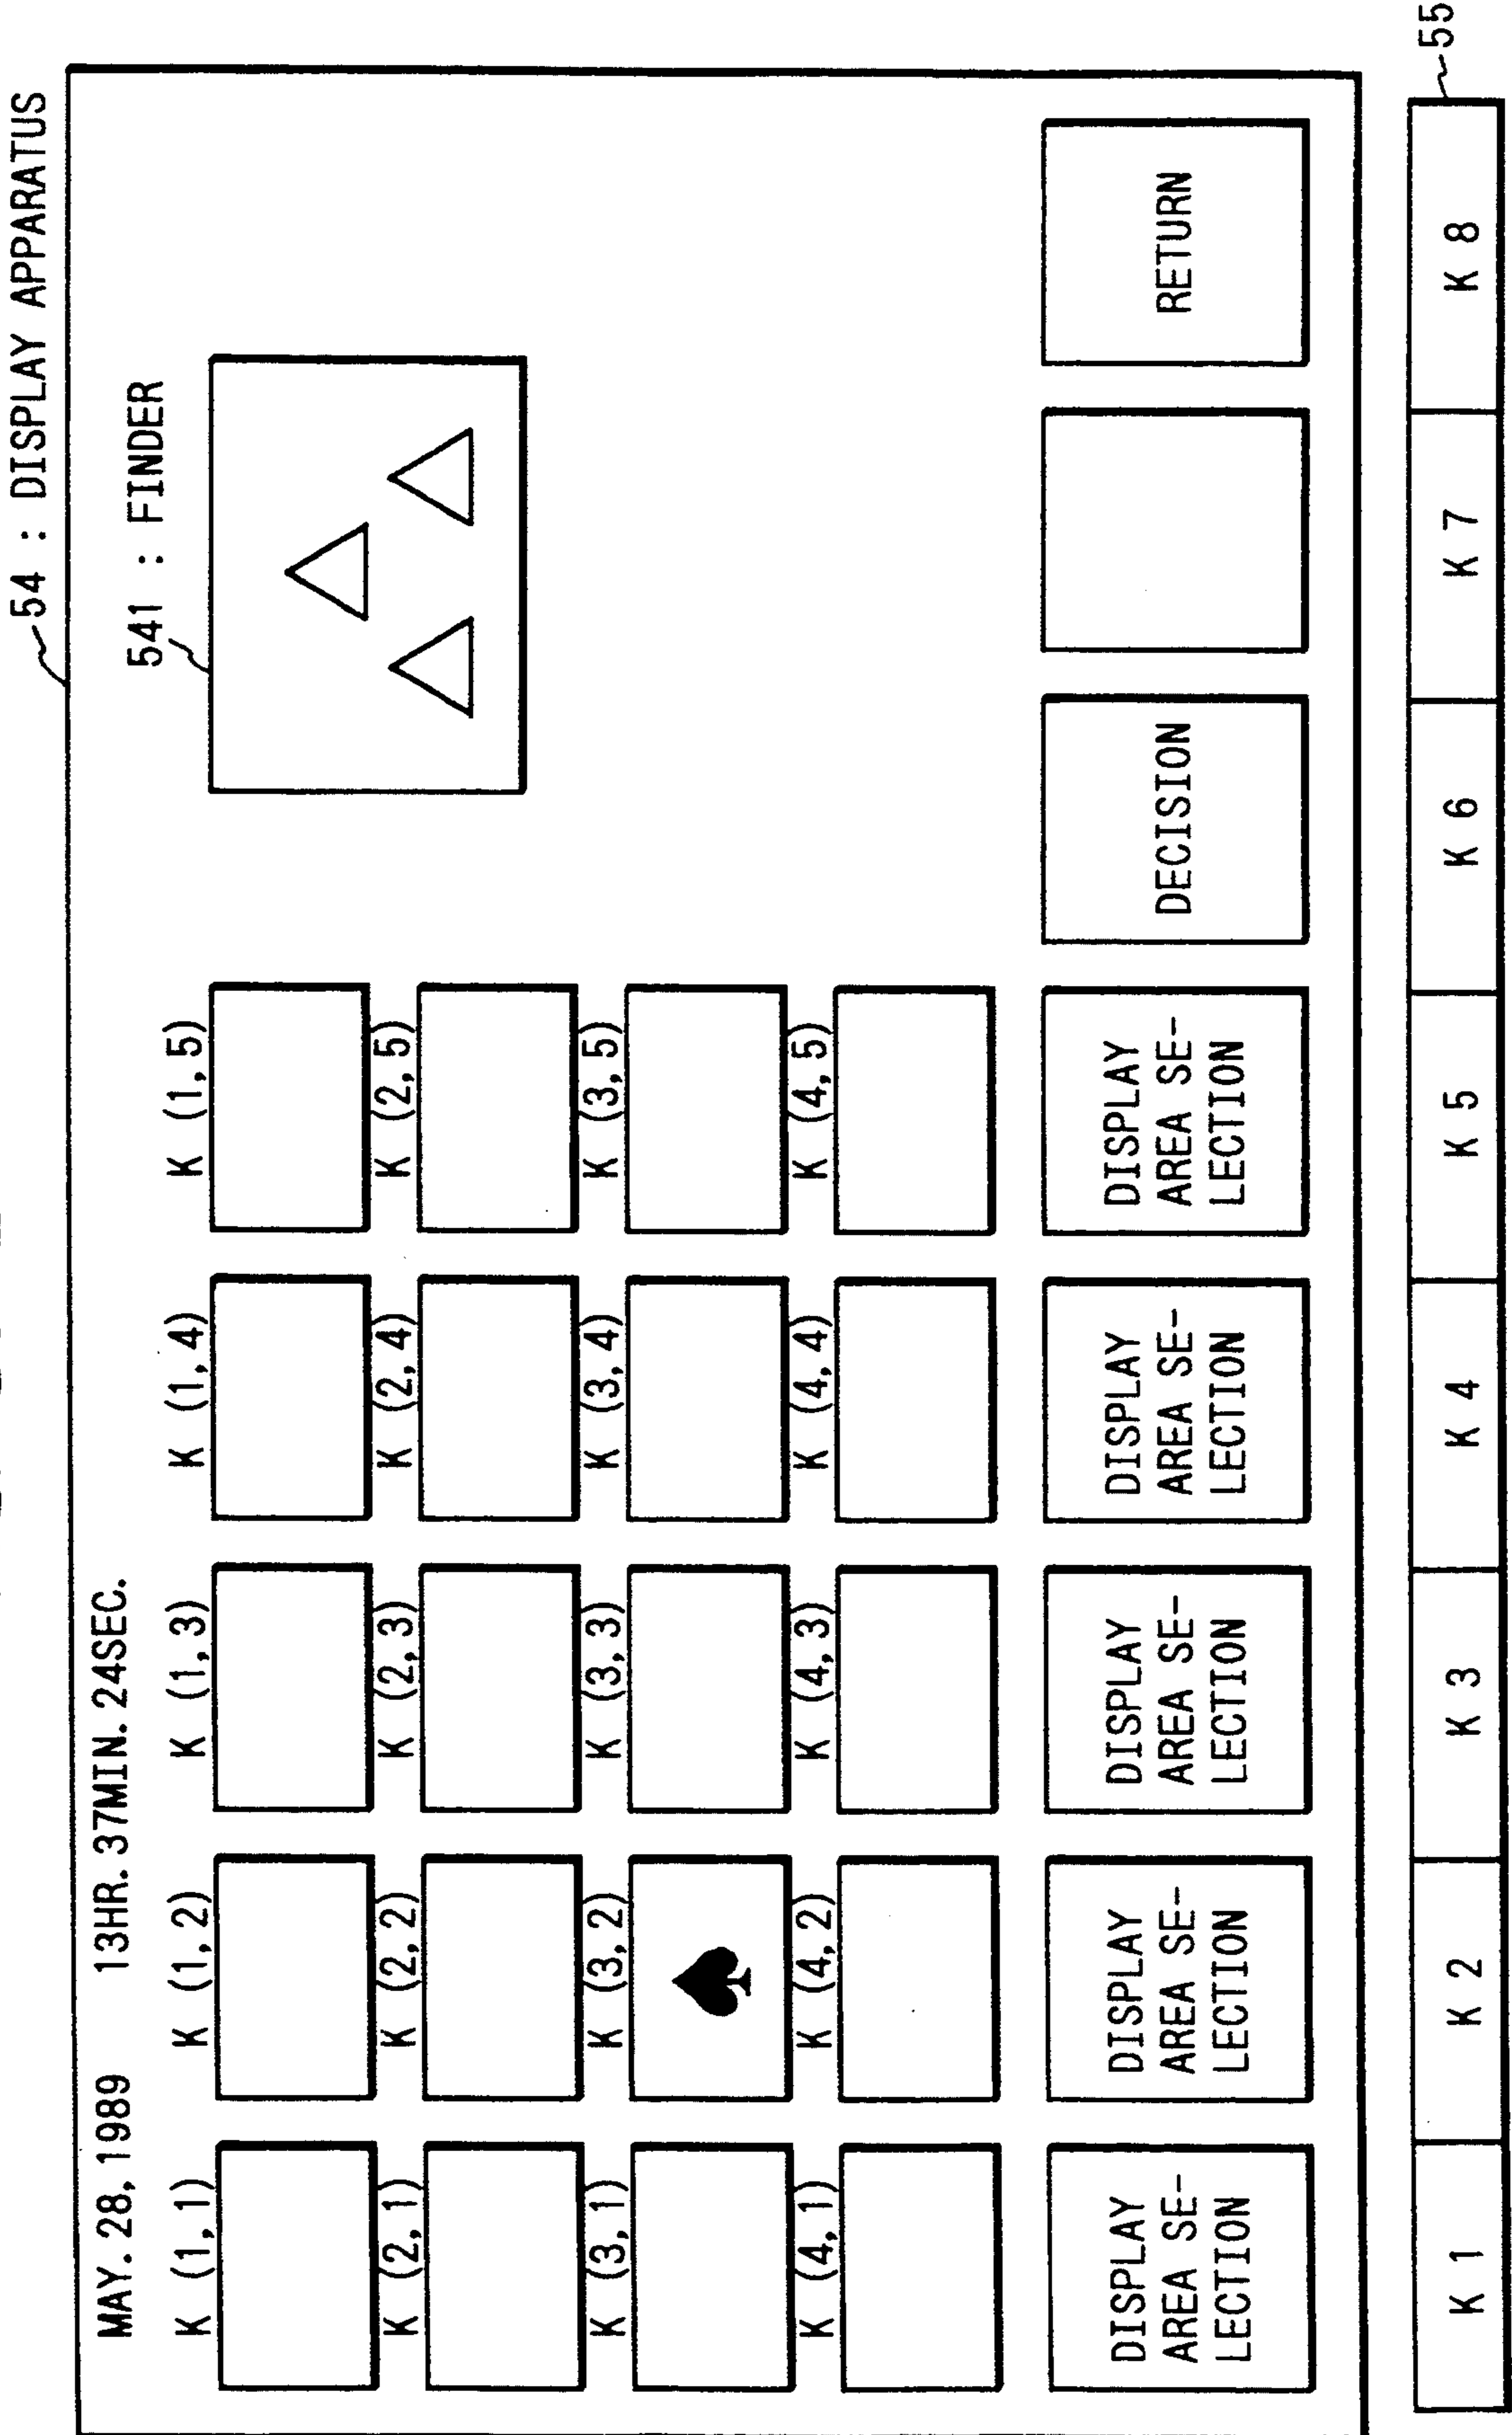 54 : DISPLAY APPARATUS
MAY. 28, 1989 13HR. 37MIN. 24SEC.
541 : FINDER
K (1, 1) K (1, 2) K (1, 3) K (1, 4) K (1, 5)
K (2, 1) K (2, 2) K (2, 3) K (2, 4) K (2, 5)
K (3, 1) K (3, 2) K (3, 3) K (3, 4) K (3, 5)
K (4, 1) K (4, 2) K (4, 3) K (4, 4) K (4, 5)
DISPLAY
AREA SE-
LECTION
DISPLAY
AREA SE-
LECTION
DISPLAY
AREA SE-
LECTION
DISPLAY
AREA SE-
LECTION
DISPLAY
AREA SE-
LECTION
DECISION
RETURN
K 1 K 2 K 3 K 4 K 5 K 6 K 7 K 8
55